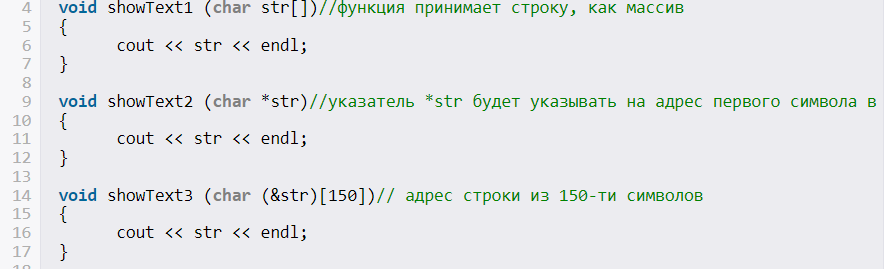 4 void showText1 (char str[])//функция принимает строку, как массив
5 {
6 cout << str << endl;
7 }
8
9 void showText2 (char *str)//указатель *str будет указывать на адрес первого символа в
10 {
11 cout << str << endl;
12 }
13
14 void showText3 (char (&str)[150])// адрес строки из 150-ти символов
15 {
16 cout << str << endl;
17 }